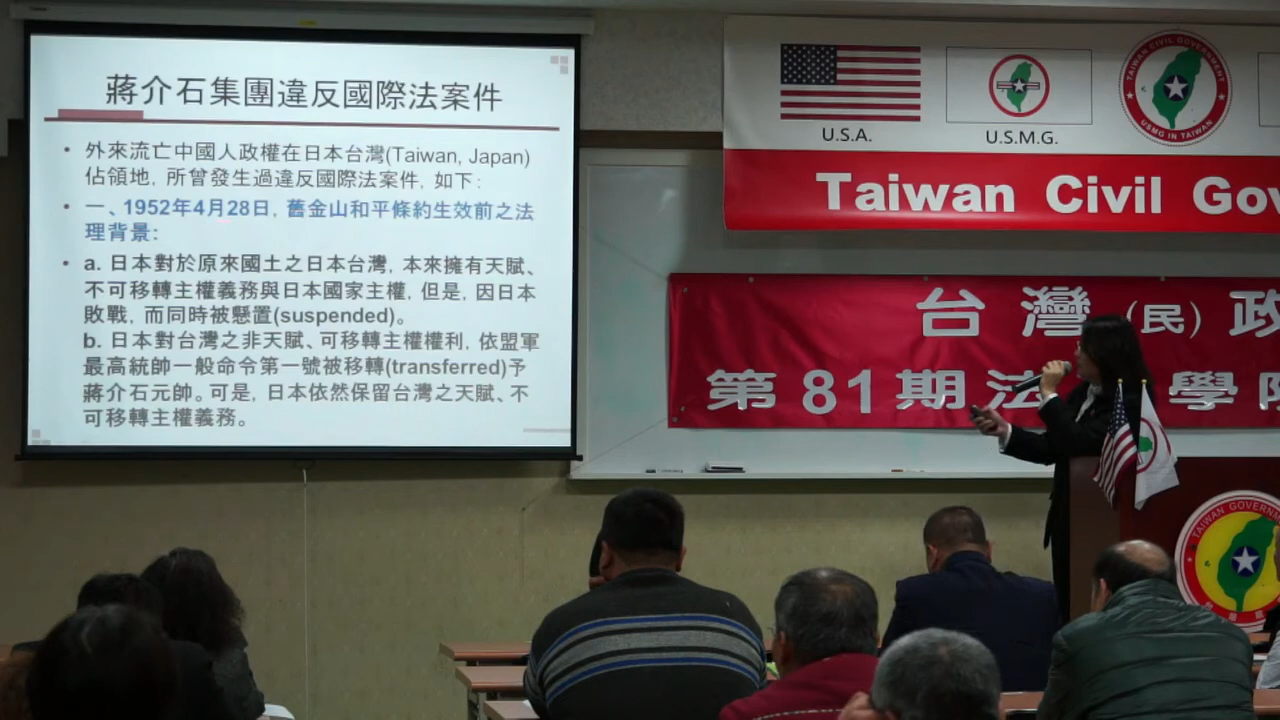 蔣介石集團違反國際法案件
• 外來流亡中國人政權在日本台灣(Taiwan, Japan)
佔領地, 所曾發生過違反國際法案件, 如下:
• 一、1952年4月28日, 舊金山和平條約生效前之法
理背景:
• a. 日本對於原來國土之日本台灣, 本來擁有天賦、
不可移轉主權義務與日本國家主權, 但是, 因日本
敗戰, 而同時被懸置(suspended)。
b. 日本對台灣之非天賦、可移轉主權權利, 依盟軍
最高統帥一般命令第一號被移轉(transferred)予
蔣介石元帥。可是, 日本依然保留台灣之天賦、不
可移轉主權義務。
U.S.A.
U.S.M.G.
TAIWAN CIVIL GOVERNMENT
USMG IN TAIWAN
Taiwan Civil Gov
台灣(民)政
第81期法 學院
TAIWAN GOVERNM